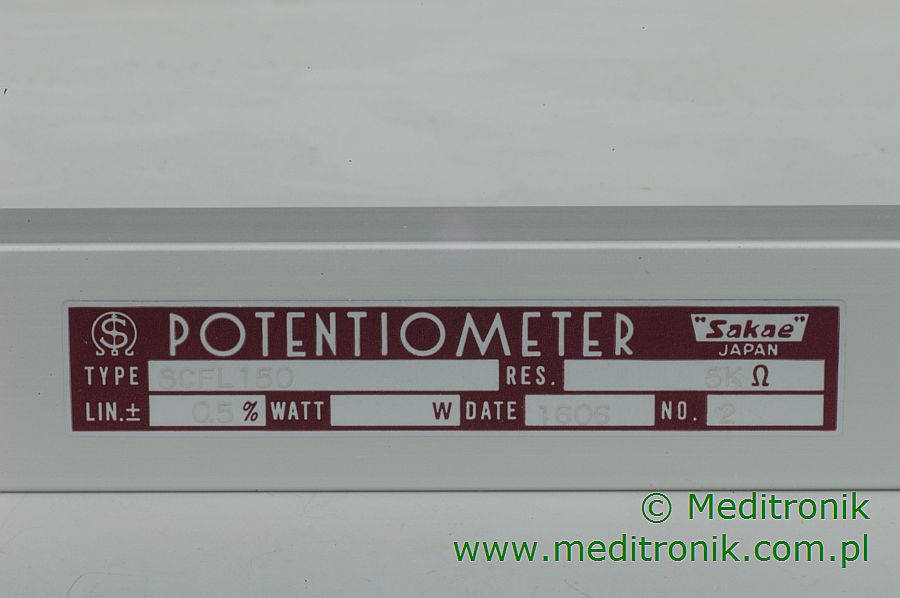 POTENTIOMETER "Sakae"
JAPAN
TYPE SCFL150 RES. 5K Ω
LIN.± 0.5 % WATT W DATE 1606 NO. 2
© Meditronik
www.meditronik.com.pl